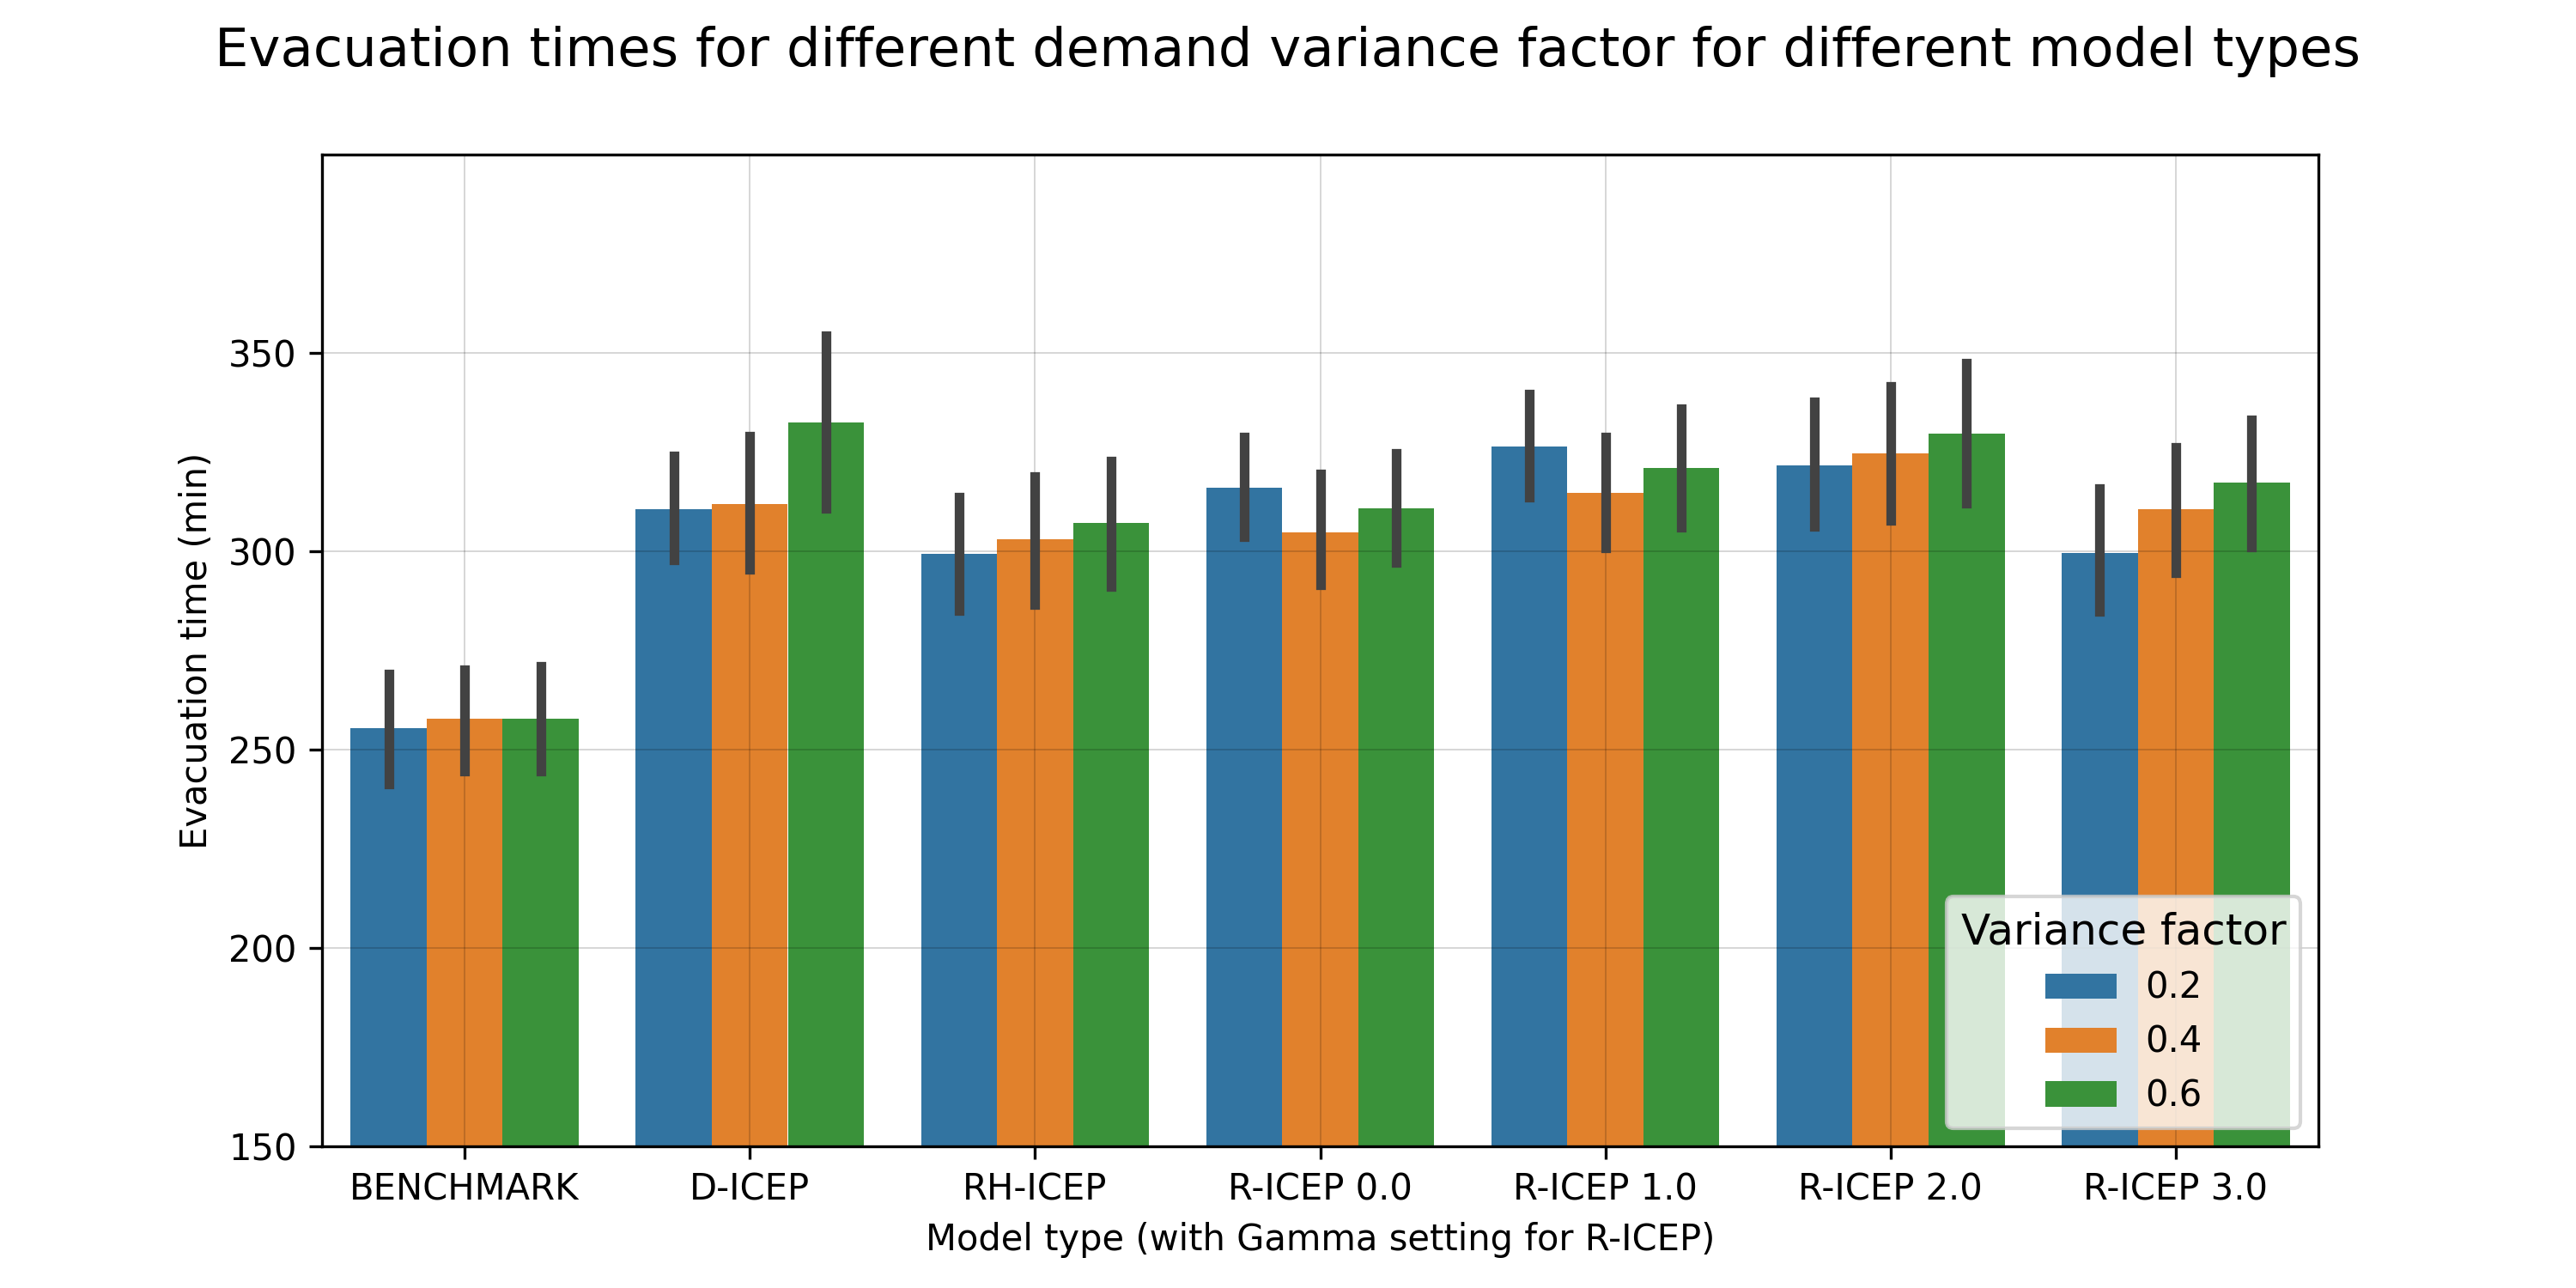 Evacuation times for different demand variance factor for different model types
Evacuation time (min)
350
300
250
200
150
Variance factor
0.2
0.4
0.6
BENCHMARK D-ICEP RH-ICEP R-ICEP 0.0 R-ICEP 1.0 R-ICEP 2.0 R-ICEP 3.0
Model type (with Gamma setting for R-ICEP)